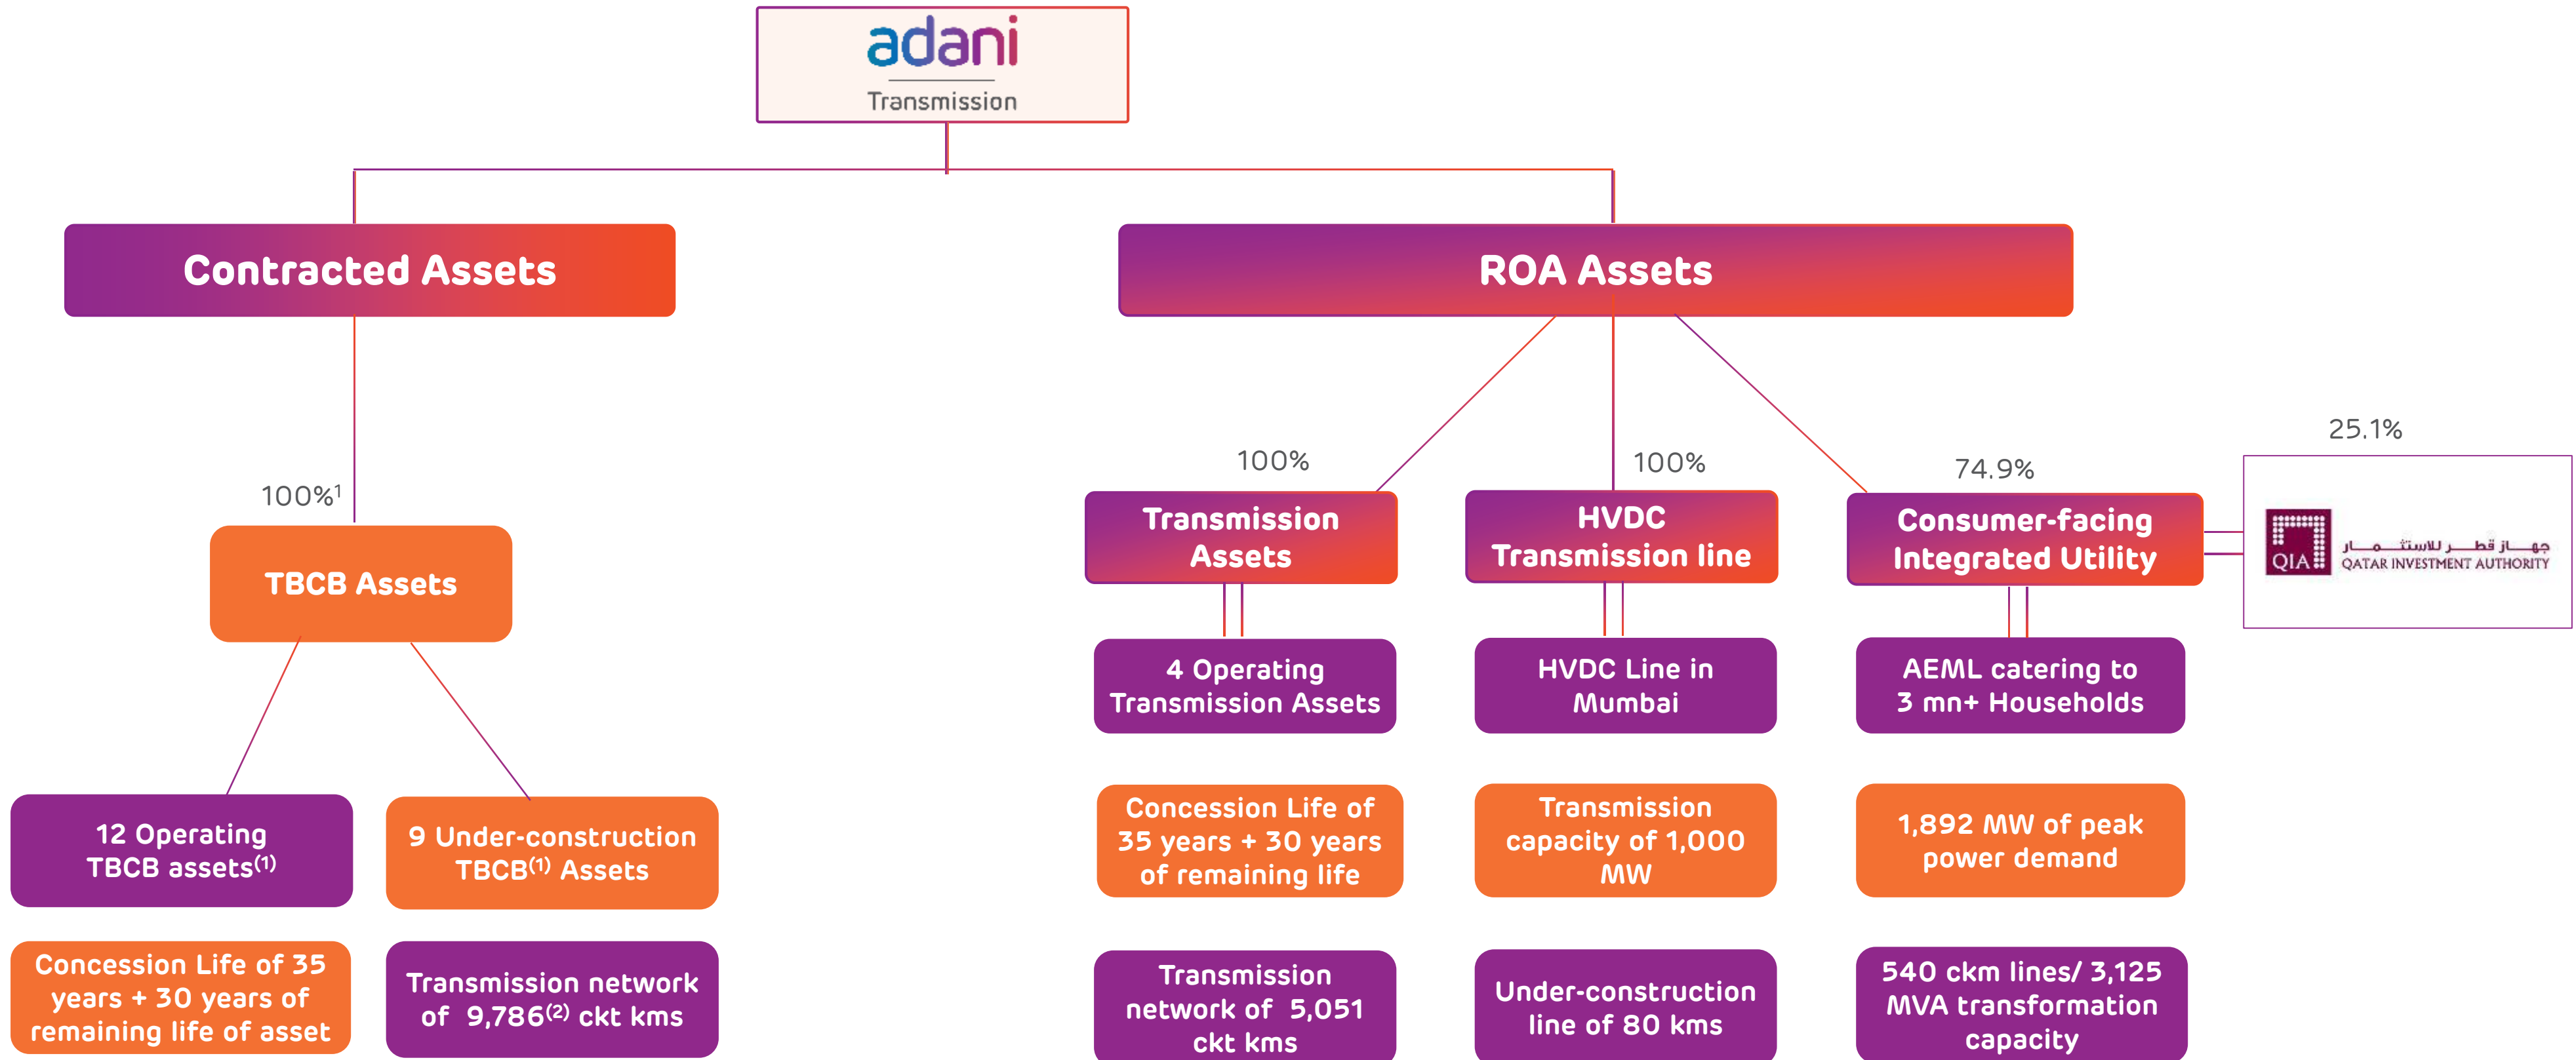 adani
Transmission
Contracted Assets
ROA Assets
100%¹
100%
100%
74.9%
25.1%
TBCB Assets
Transmission
Assets
HVDC
Transmission line
Consumer-facing
Integrated Utility
QIA
جهاز قطر للاستثمار
QATAR INVESTMENT AUTHORITY
4 Operating
Transmission Assets
HVDC Line in
Mumbai
AEML catering to
3 mn+ Households
12 Operating
TBCB assets⁽¹⁾
9 Under-construction
TBCB⁽¹⁾ Assets
Concession Life of
35 years + 30 years
of remaining life
Transmission
capacity of 1,000
MW
1,892 MW of peak
power demand
Concession Life of 35
years + 30 years of
remaining life of asset
Transmission network
of 9,786⁽²⁾ ckt kms
Transmission
network of 5,051
ckt kms
Under-construction
line of 80 kms
540 ckm lines/ 3,125
MVA transformation
capacity